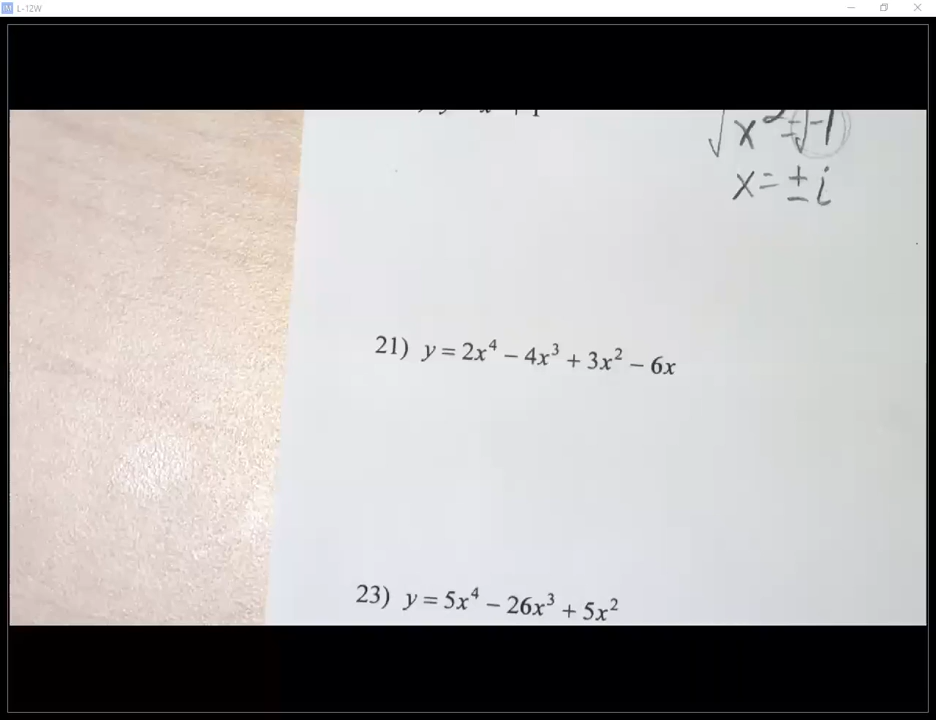 L-12W
√x² = √-1
x = ± i
21) y = 2x⁴ − 4x³ + 3x² − 6x
23) y = 5x⁴ − 26x³ + 5x²